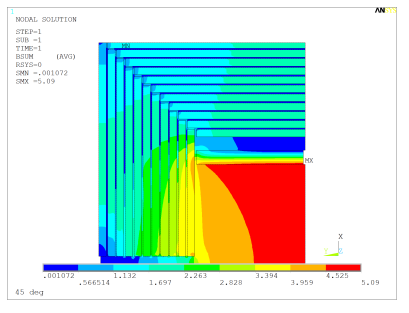 1
NODAL SOLUTION
AN
STEP=1
SUB =1
TIME=1
BSUM (AVG)
RSYS=0
SMN =.001072
SMX =5.09
MN
MX
X
.001072 1.132 2.263 3.394 4.525
.566514 1.697 2.828 3.959 5.09
45 deg